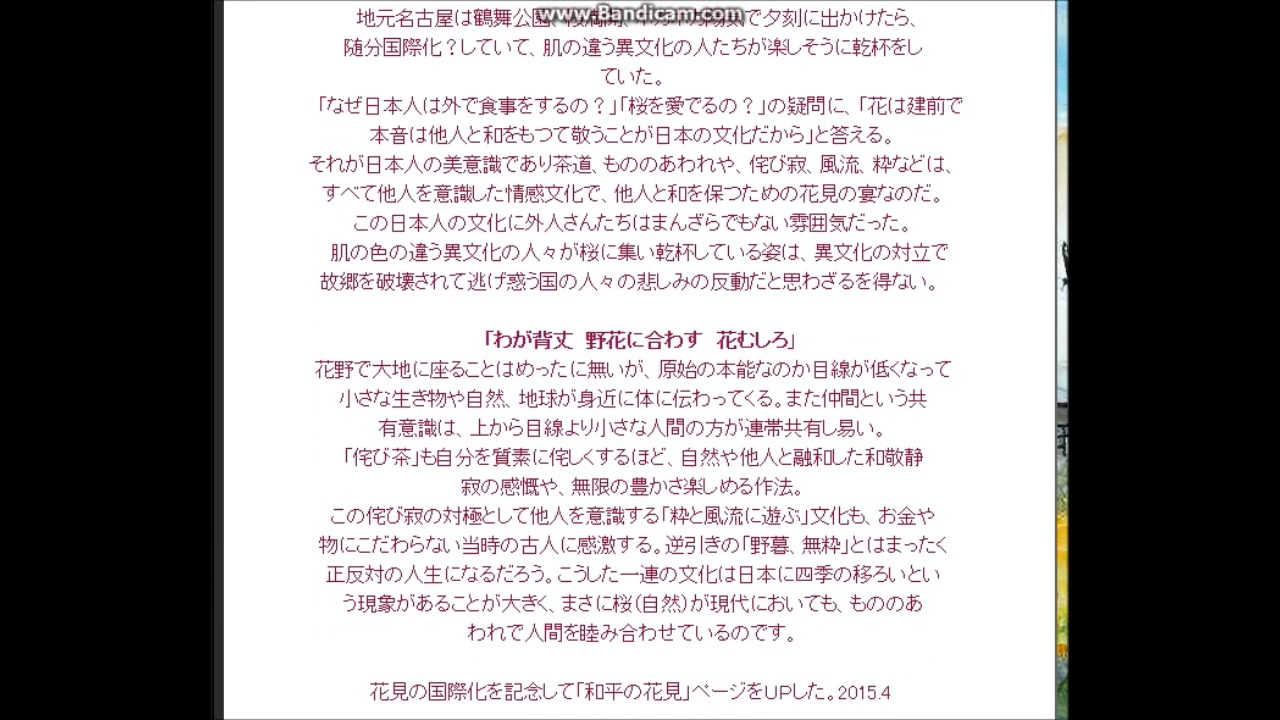 www.Bandicam.com
地元名古屋は鶴舞公園、で夕刻に出かけたら、
随分国際化？していて、肌の違う異文化の人たちが楽しそうに乾杯をし
ていた。
「なぜ日本人は外で食事をするの？」「桜を愛でるの？」の疑問に、「花は建前で
本音は他人と和をもつて敬うことが日本の文化だから」と答える。
それが日本人の美意識であり茶道、もののあわれや、侘び寂、風流、粋などは、
すべて他人を意識した情感文化で、他人と和を保つための花見の宴なのだ。
この日本人の文化に外人さんたちはまんざらでもない雰囲気だった。
肌の色の違う異文化の人々が桜に集い乾杯している姿は、異文化の対立で
故郷を破壊されて逃げ惑う国の人々の悲しみの反動だと思わざるを得ない。
「わが背丈　野花に合わす　花むしろ」
花野で大地に座ることはめったに無いが、原始の本能なのか目線が低くなって
小さな生き物や自然、地球が身近に体に伝わってくる。また仲間という共
有意識は、上から目線より小さな人間の方が連帯共有し易い。
「侘び茶」も自分を質素に侘しくするほど、自然や他人と融和した和敬静
寂の感慨や、無限の豊かさ楽しめる作法。
この侘び寂の対極として他人を意識する「粋と風流に遊ぶ」文化も、お金や
物にこだわらない当時の古人に感激する。逆引きの「野暮、無粋」とはまったく
正反対の人生になるだろう。こうした一連の文化は日本に四季の移ろいとい
う現象があることが大きく、まさに桜（自然）が現代においても、もののあ
われで人間を睦み合わせているのです。
花見の国際化を記念して「和平の花見」ページをUPした。2015.4